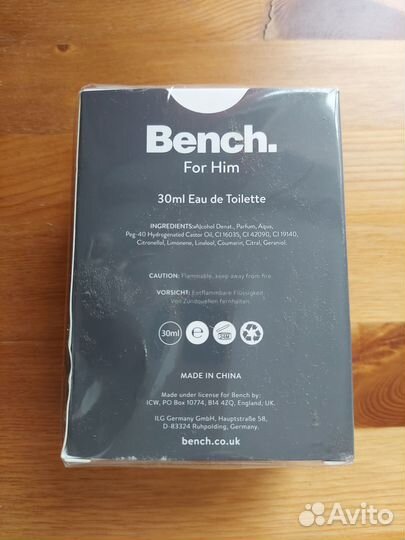 Bench.
For Him
30ml Eau de Toilette
INGREDIENTS: Alcohol Denat., Parfum, Aqua,
Peg-40 Hydrogenated Castor Oil, CI 16035, CI 42090, CI 19140,
Citronellol, Limonene, Linalool, Coumarin, Citral, Geraniol.
CAUTION: Flammable, keep away from fire.
VORSICHT: Entflammbare Flüssigkeit
Von Zündquellen fernhalten.
30ml e 24M
MADE IN CHINA
Made under license for Bench by:
ICW, PO Box 10774, B14 4ZQ, England, UK.
ILG Germany GmbH, Hauptstraße 58,
D-83324 Ruhpolding, Germany.
bench.co.uk
Avito